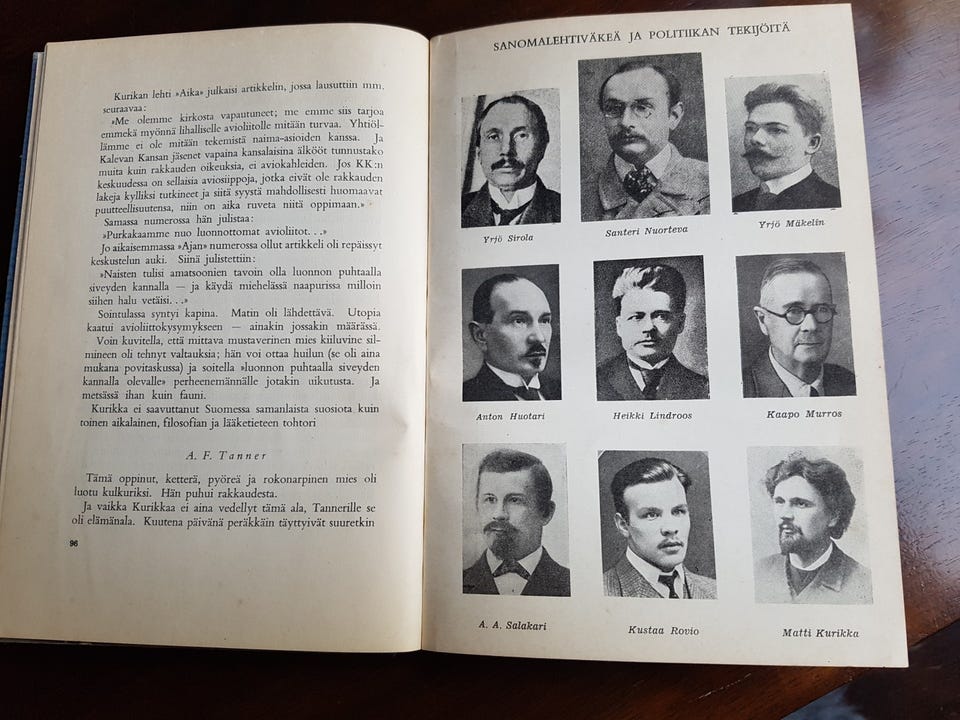 Kurikan lehti »Aika» julkaisi artikkelin, jossa lausuttiin mm.
seuraavaa:
»Me olemme kirkosta vapautuneet; me emme siis tarjoa
emmekä myönnä lihalliselle avioliitolle mitään turvaa. Yhtiöl-
lämme ei ole mitään tekemistä naima-asioiden kanssa. Ja
Kalevan Kansan jäsenet vapaina kansalaisina älkööt tunnustako
muita kuin rakkauden oikeuksia, ei aviokahleiden. Jos KK:n
keskuudessa on sellaisia aviosiippoja, jotka eivät ole rakkauden
lakeja kylliksi tutkineet ja siitä syystä mahdollisesti huomaavat
puutteellisuutensa, niin on aika ruveta niitä oppimaan.»
Samassa numerossa hän julistaa:
»Purkakaamme nuo luonnottomat avioliitot. . .»
Jo aikaisemmassa »Ajan» numerossa ollut artikkeli oli repäissyt
keskustelun auki. Siinä julistettiin:
»Naisten tulisi amatsoonien tavoin olla luonnon puhtaalla
siveyden kannalla — ja käydä miehelässä naapurissa milloin
siihen halu vetäisi. . .»
Sointulassa syntyi kapina. Matin oli lähdettävä. Utopia
kaatui avioliittokysymykseen — ainakin jossakin määrässä.
Voin kuvitella, että mittava mustaverinen mies kiiluvine sil-
mineen oli tehnyt valtauksia; hän voi ottaa huilun (se oli aina
mukana povitaskussa) ja soitella »luonnon puhtaalla siveyden
kannalla olevalle» perheenemännälle jotakin uikutusta. Ja
metsässä ihan kuin fauni.
Kurikka ei saavuttanut Suomessa samanlaista suosiota kuin
toinen aikalainen, filosofian ja lääketieteen tohtori
A. F. Tanner
Tämä oppinut, ketterä, pyöreä ja rokonarpinen mies oli
luotu kulkuriksi. Hän puhui rakkaudesta.
Ja vaikka Kurikkaa ei aina vedellyt tämä ala, Tannerille se
oli elämänala. Kuutena päivänä peräkkäin täyttyivät suuretkin
96
SANOMALEHTIVÄKEÄ JA POLITIIKAN TEKIJÖITÄ
Yrjö Sirola
Santeri Nuorteva
Yrjö Mäkelin
Anton Huotari
Heikki Lindroos
Kaapo Murros
A. A. Salakari
Kustaa Rovio
Matti Kurikka